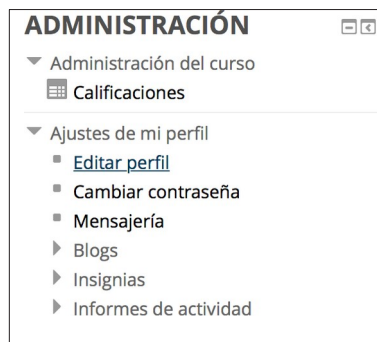 ADMINISTRACIÓN
Administración del curso
Calificaciones
Ajustes de mi perfil
Editar perfil
Cambiar contraseña
Mensajería
Blogs
Insignias
Informes de actividad